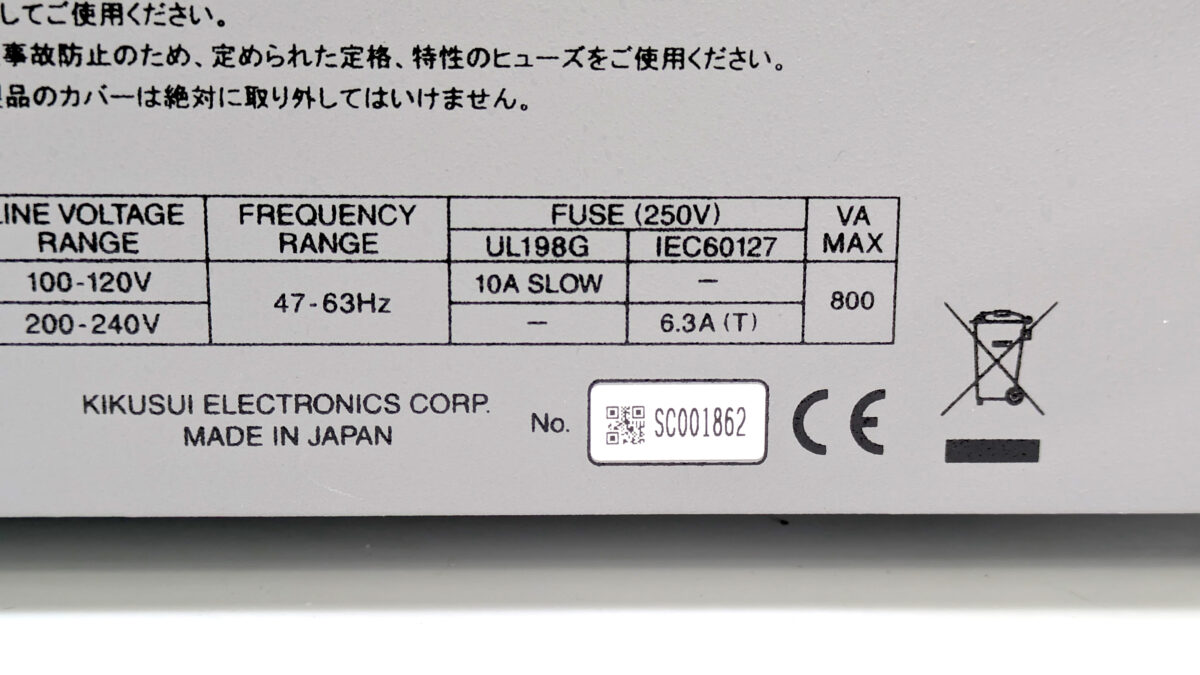 してご使用ください。
事故防止のため、定められた定格、特性のヒューズをご使用ください。
品のカバーは絶対に取り外してはいけません。
LINE VOLTAGE RANGE FREQUENCY RANGE FUSE (250V) VA MAX
UL198G IEC60127
100-120V 47-63Hz 10A SLOW — 800
200-240V — 6.3A (T)
KIKUSUI ELECTRONICS CORP.
MADE IN JAPAN
No. SC001862
CE